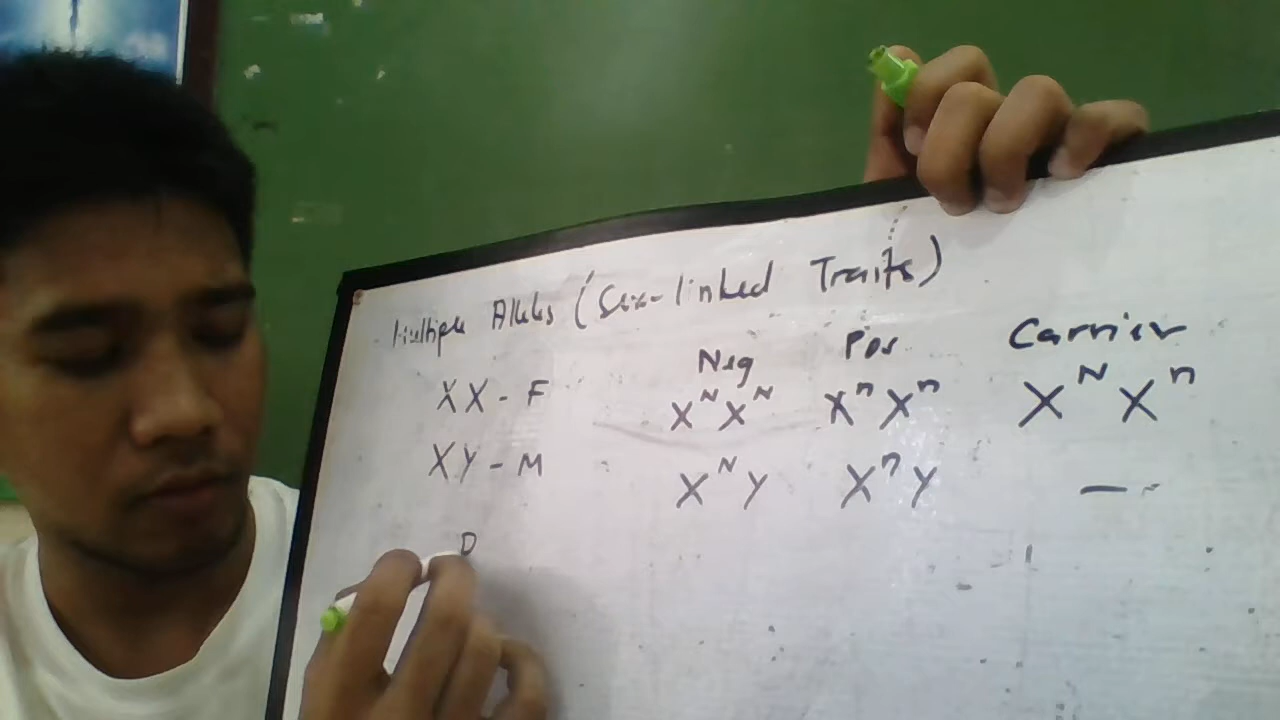 Multiple Alleles (Sex-linked Traits)
Neg Pos Carrier
XX - F X^N X^N X^n X^n X^N X^n
XY - M X^N Y X^n Y —
D